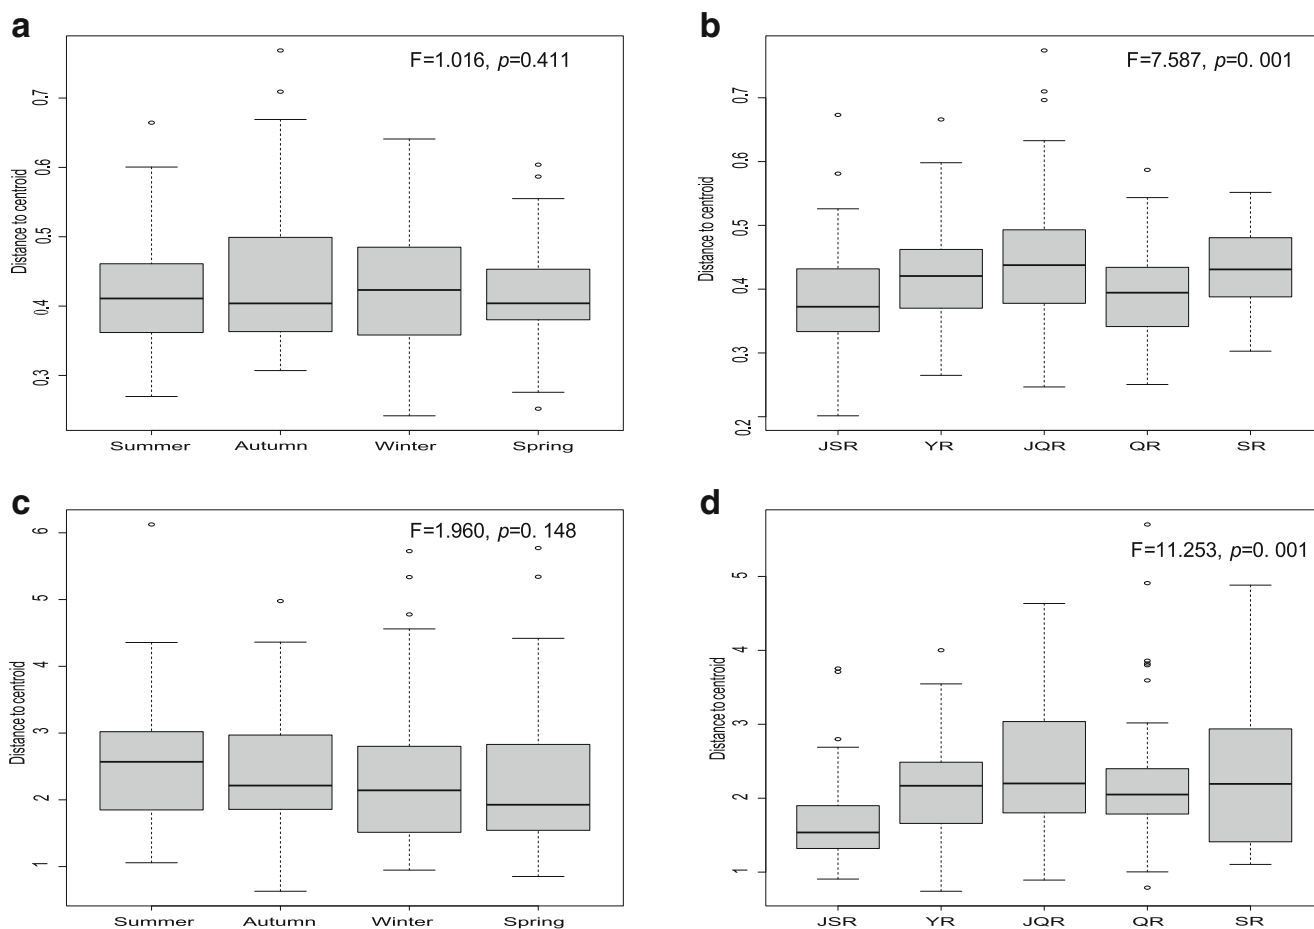 a
F=1.016, p=0.411
Distance to centroid
0.7
0.6
0.5
0.4
0.3
Summer Autumn Winter Spring
b
F=7.587, p=0. 001
Distance to centroid
0.7
0.6
0.5
0.4
0.3
0.2
JSR YR JQR QR SR
c
F=1.960, p=0. 148
Distance to centroid
6
5
4
3
2
1
Summer Autumn Winter Spring
d
F=11.253, p=0. 001
Distance to centroid
5
4
3
2
1
JSR YR JQR QR SR